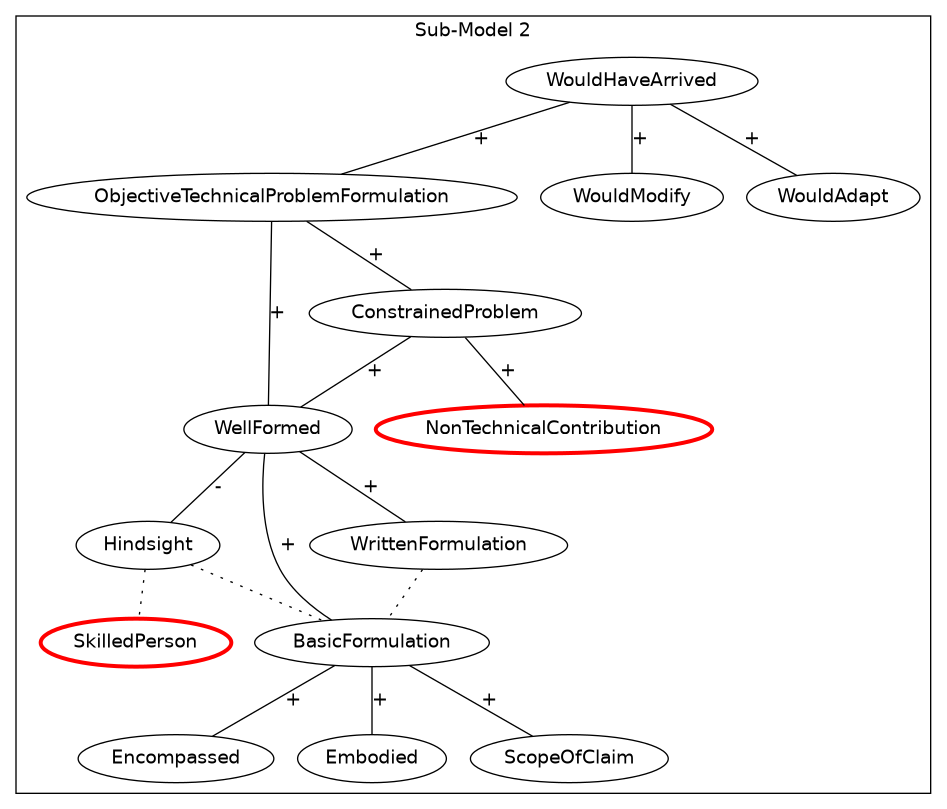 Sub-Model 2
WouldHaveArrived
+
+
+
ObjectiveTechnicalProblemFormulation
WouldModify
WouldAdapt
+
+
ConstrainedProblem
+
+
WellFormed
NonTechnicalContribution
-
+
+
Hindsight
WrittenFormulation
SkilledPerson
BasicFormulation
+
+
+
Encompassed
Embodied
ScopeOfClaim